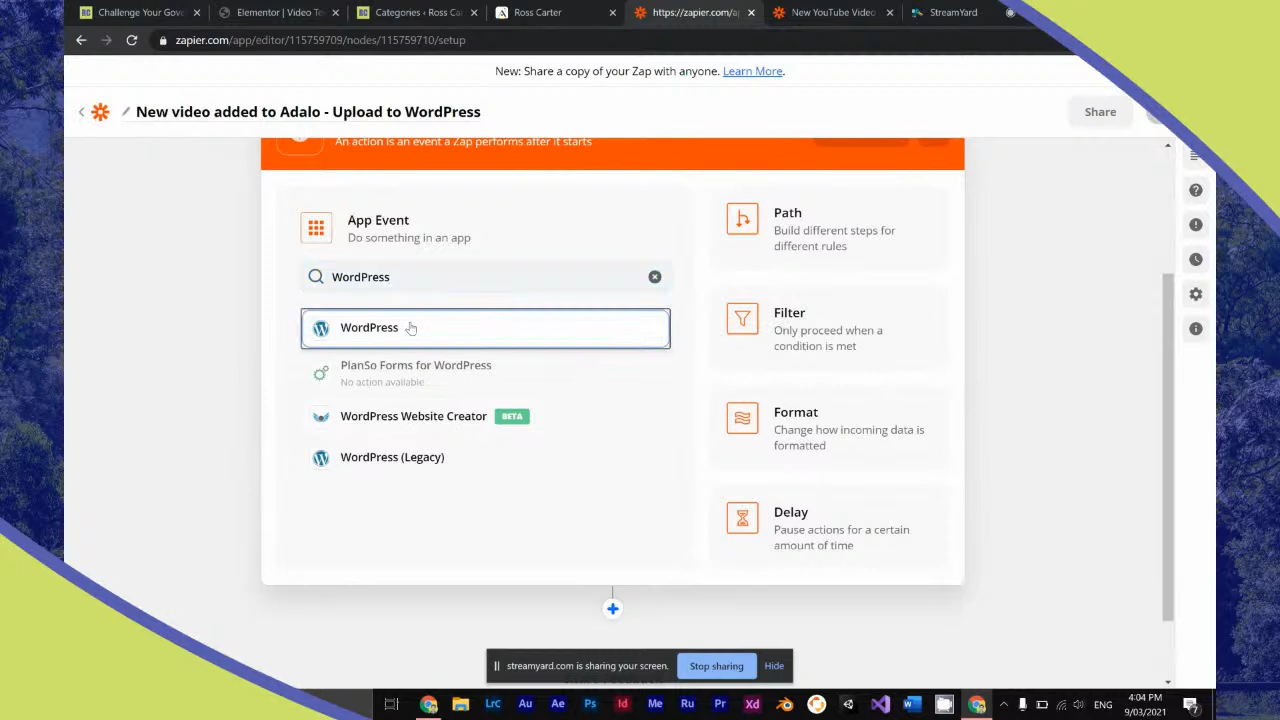 Challenge Your Gove
Elementor | Video Te
Categories ‹ Ross Ca
Ross Carter
https://zapier.com/ap
New YouTube Video
StreamYard
zapier.com/app/editor/115759709/nodes/115759710/setup
New: Share a copy of your Zap with anyone. Learn More.
New video added to Adalo - Upload to WordPress
Share
An action is an event a Zap performs after it starts
App Event
Do something in an app
WordPress
WordPress
PlanSo Forms for WordPress
No action available
WordPress Website Creator BETA
WordPress (Legacy)
Path
Build different steps for
different rules
Filter
Only proceed when a
condition is met
Format
Change how incoming data is
formatted
Delay
Pause actions for a certain
amount of time
streamyard.com is sharing your screen.
Stop sharing
Hide
Lrc Au Ae Ps Id Me Ru Pr Xd
ENG
4:04 PM
9/03/2021
7